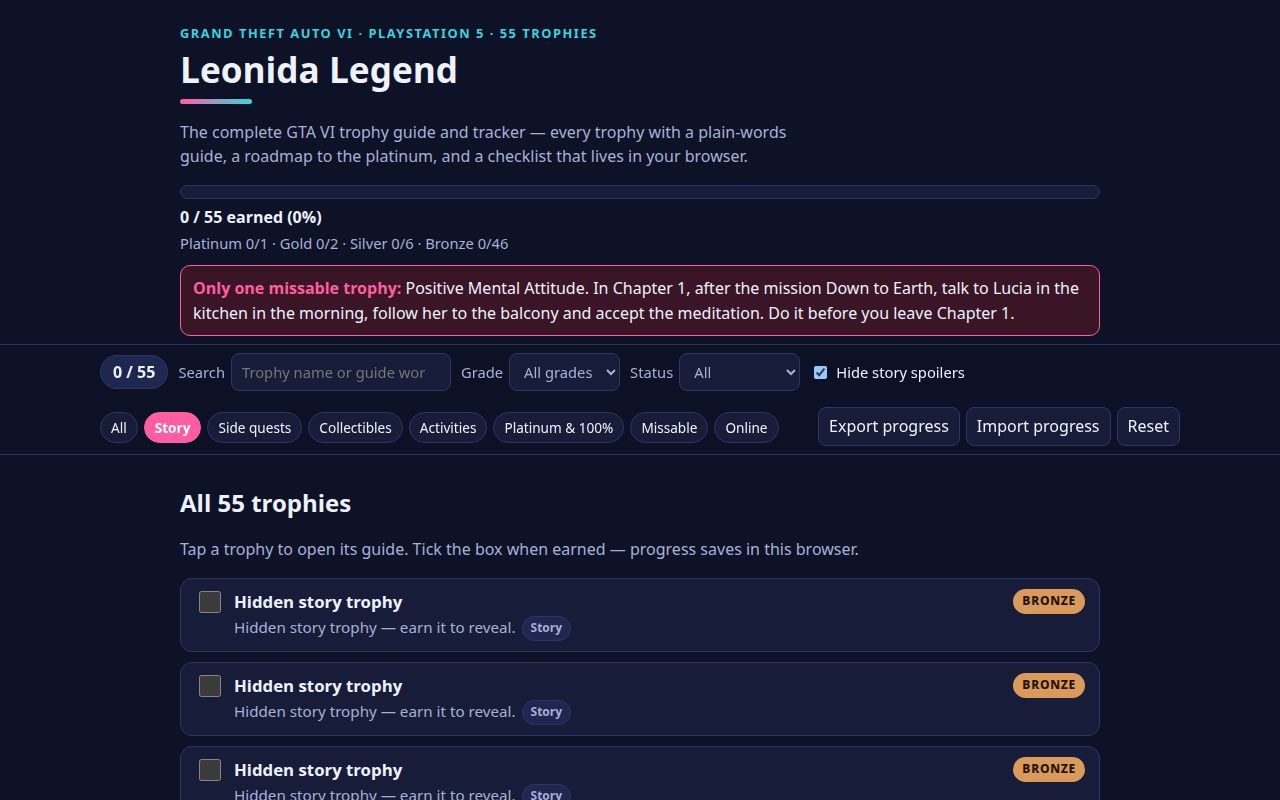 GRAND THEFT AUTO VI · PLAYSTATION 5 · 55 TROPHIES
Leonida Legend
The complete GTA VI trophy guide and tracker — every trophy with a plain-words
guide, a roadmap to the platinum, and a checklist that lives in your browser.
0 / 55 earned (0%)
Platinum 0/1 · Gold 0/2 · Silver 0/6 · Bronze 0/46
Only one missable trophy: Positive Mental Attitude. In Chapter 1, after the mission Down to Earth, talk to Lucia in the
kitchen in the morning, follow her to the balcony and accept the meditation. Do it before you leave Chapter 1.
0 / 55 Search Trophy name or guide wor Grade All grades Status All Hide story spoilers
All Story Side quests Collectibles Activities Platinum & 100% Missable Online Export progress Import progress Reset
All 55 trophies
Tap a trophy to open its guide. Tick the box when earned — progress saves in this browser.
Hidden story trophy BRONZE
Hidden story trophy — earn it to reveal. Story
Hidden story trophy BRONZE
Hidden story trophy — earn it to reveal. Story
Hidden story trophy BRONZE
Hidden story trophy — earn it to reveal. Story